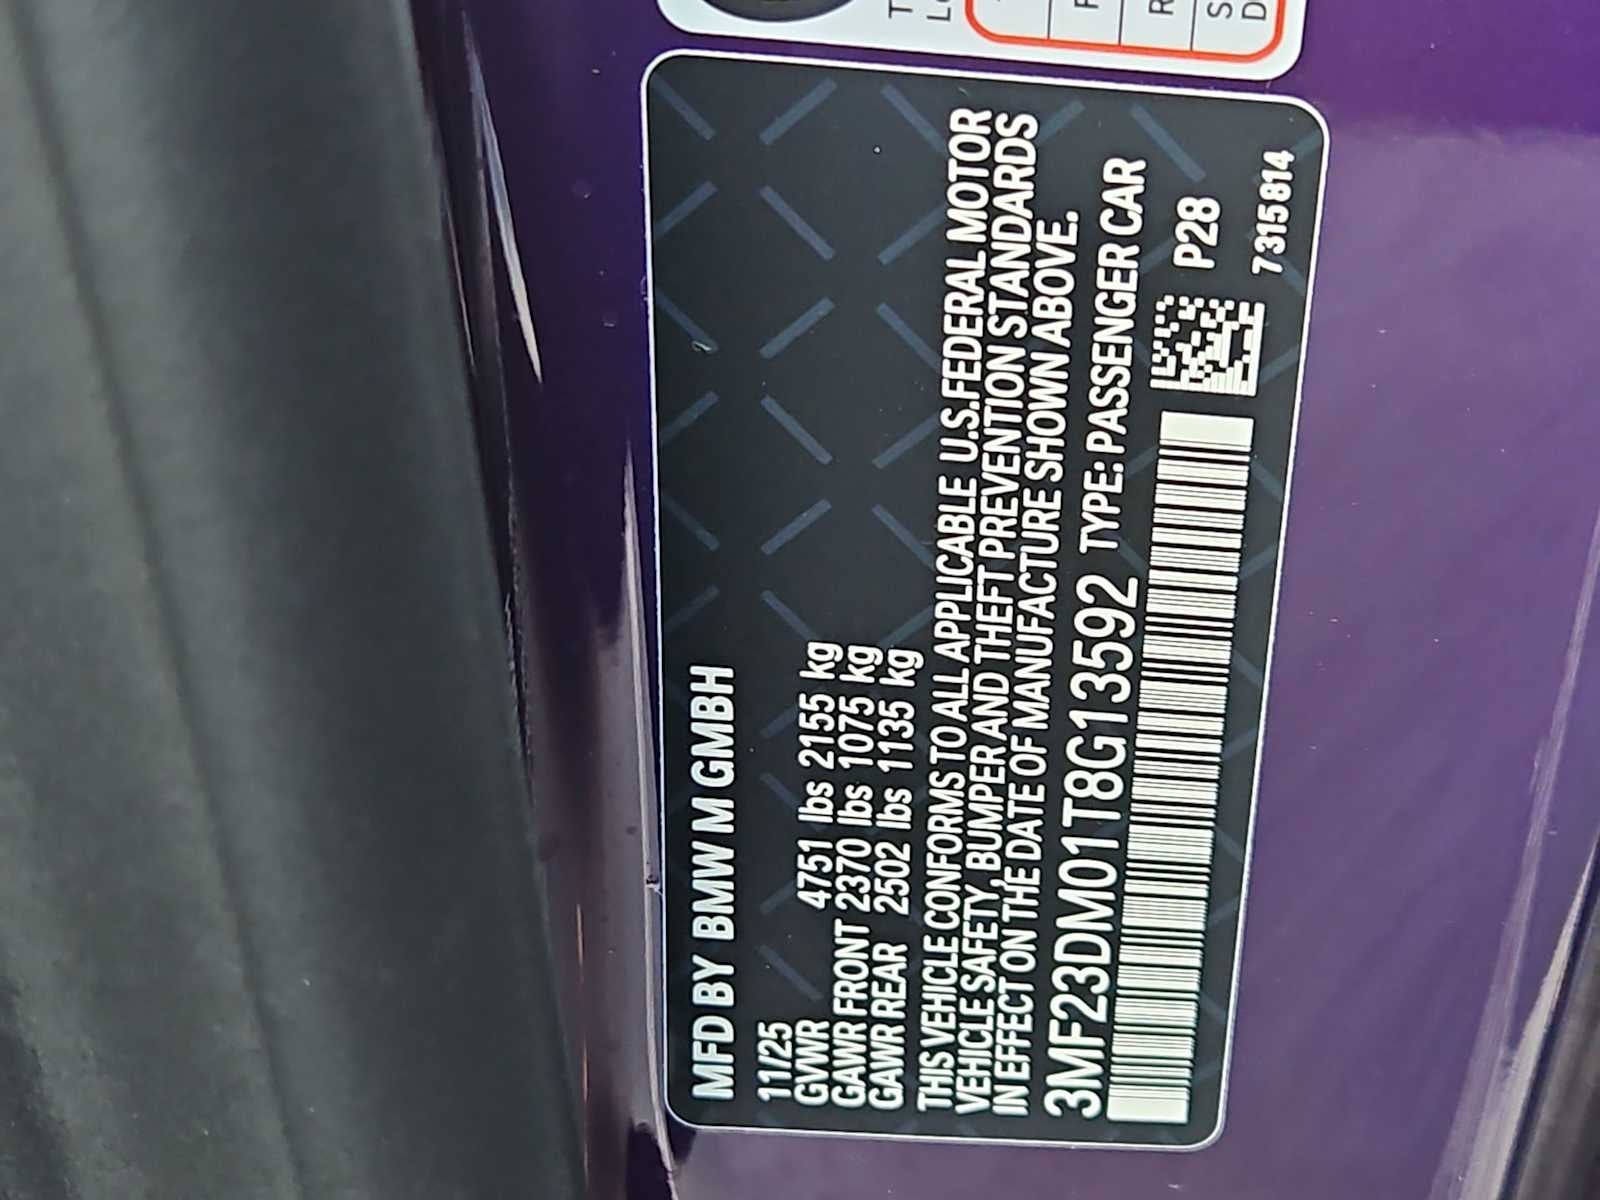 MFD BY BMW M GMBH
11/25
GVWR 4751 lbs 2155 kg
GAWR FRONT 2370 lbs 1075 kg
GAWR REAR 2502 lbs 1135 kg
THIS VEHICLE CONFORMS TO ALL APPLICABLE U.S.FEDERAL MOTOR
VEHICLE SAFETY, BUMPER AND THEFT PREVENTION STANDARDS
IN EFFECT ON THE DATE OF MANUFACTURE SHOWN ABOVE.
3MF23DM01T8G13592 TYPE: PASSENGER CAR
P28
7315814